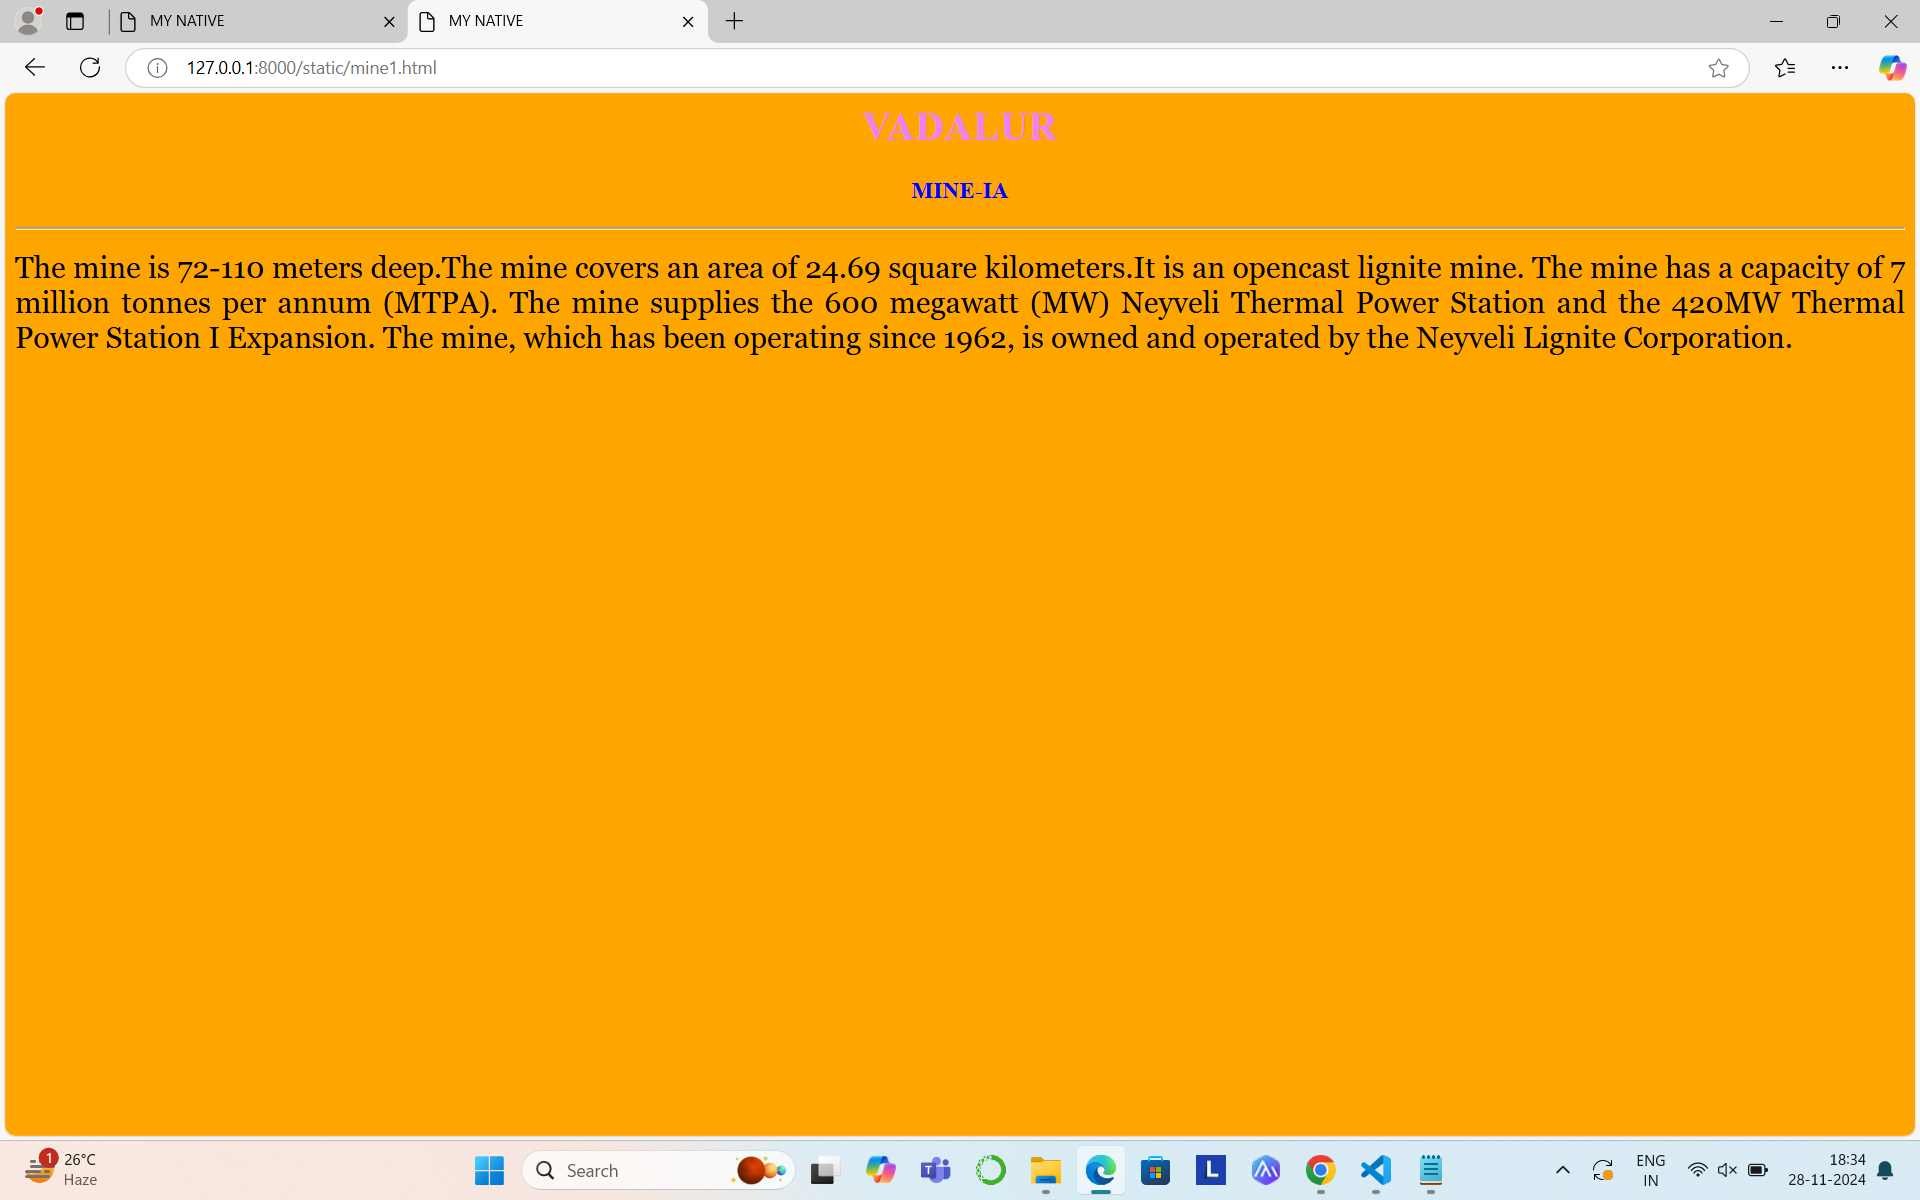 MY NATIVE
MY NATIVE
127.0.0.1:8000/static/mine1.html
VADALUR
MINE-IA
The mine is 72-110 meters deep.The mine covers an area of 24.69 square kilometers.It is an opencast lignite mine. The mine has a capacity of 7
million tonnes per annum (MTPA). The mine supplies the 600 megawatt (MW) Neyveli Thermal Power Station and the 420MW Thermal
Power Station I Expansion. The mine, which has been operating since 1962, is owned and operated by the Neyveli Lignite Corporation.
1
26°C
Haze
Search
T
L
ENG
IN
18:34
28-11-2024